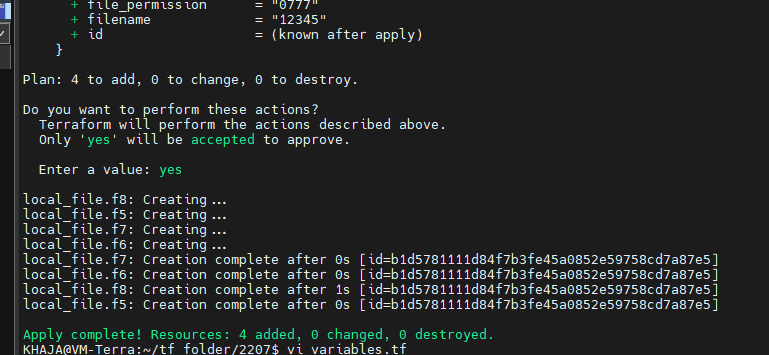 + file_permission      = "0777"
+ filename             = "12345"
+ id                   = (known after apply)
}
Plan: 4 to add, 0 to change, 0 to destroy.
Do you want to perform these actions?
Terraform will perform the actions described above.
Only 'yes' will be accepted to approve.
Enter a value: yes
local_file.f8: Creating...
local_file.f5: Creating...
local_file.f7: Creating...
local_file.f6: Creating...
local_file.f7: Creation complete after 0s [id=b1d5781111d84f7b3fe45a0852e59758cd7a87e5]
local_file.f6: Creation complete after 0s [id=b1d5781111d84f7b3fe45a0852e59758cd7a87e5]
local_file.f8: Creation complete after 1s [id=b1d5781111d84f7b3fe45a0852e59758cd7a87e5]
local_file.f5: Creation complete after 0s [id=b1d5781111d84f7b3fe45a0852e59758cd7a87e5]
Apply complete! Resources: 4 added, 0 changed, 0 destroyed.
KHAJA@VM-Terra:~/tf_folder/2207$ vi variables.tf